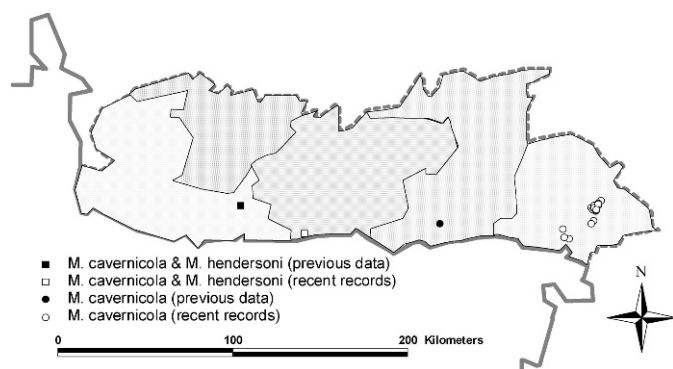 N
■ M. cavernicola & M. hendersoni (previous data)
□ M. cavernicola & M. hendersoni (recent records)
● M. cavernicola (previous data)
○ M. cavernicola (recent records)
0 100 200 Kilometers